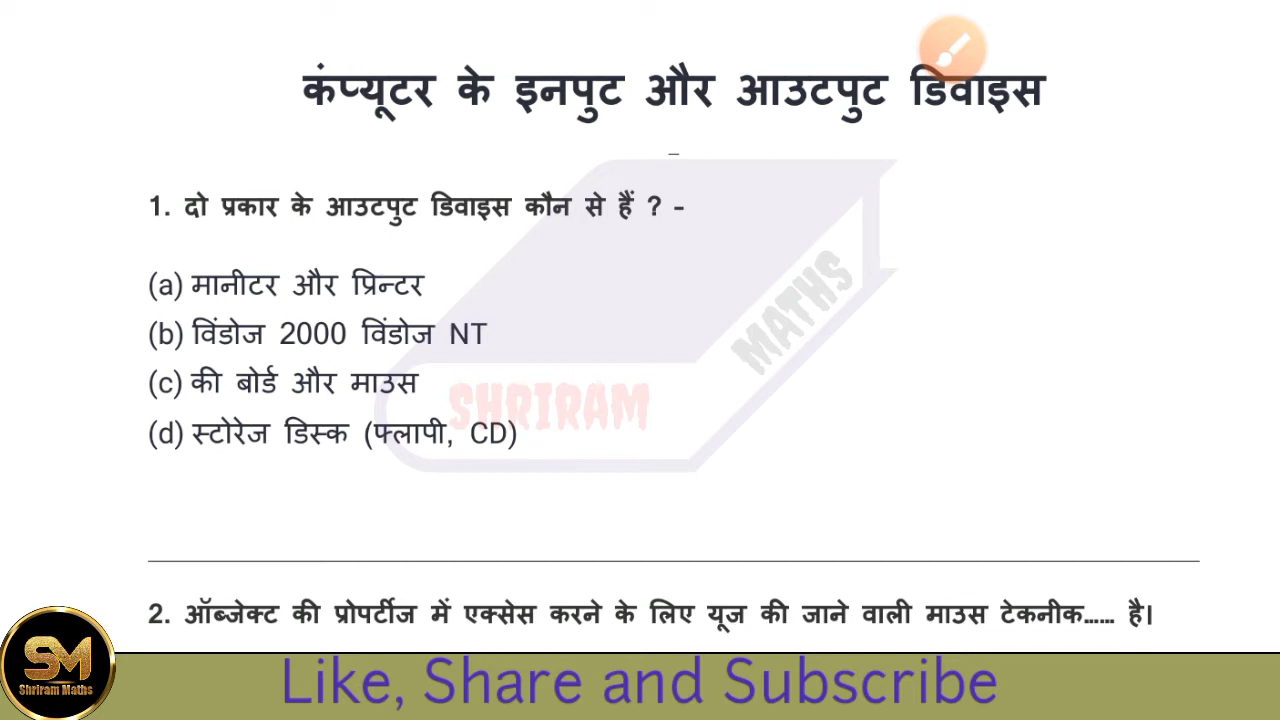 कंप्यूटर के इनपुट और आउटपुट डिवाइस
1. दो प्रकार के आउटपुट डिवाइस कौन से हैं ? -
(a) मानीटर और प्रिन्टर
(b) विंडोज 2000 विंडोज NT
(c) की बोर्ड और माउस
(d) स्टोरेज डिस्क (फ्लापी, CD)
SHRIRAM
MATHS
2. ऑब्जेक्ट की प्रोपर्टीज में एक्सेस करने के लिए यूज की जाने वाली माउस टेकनीक...... है।
SM
Shriram Maths
Like, Share and Subscribe